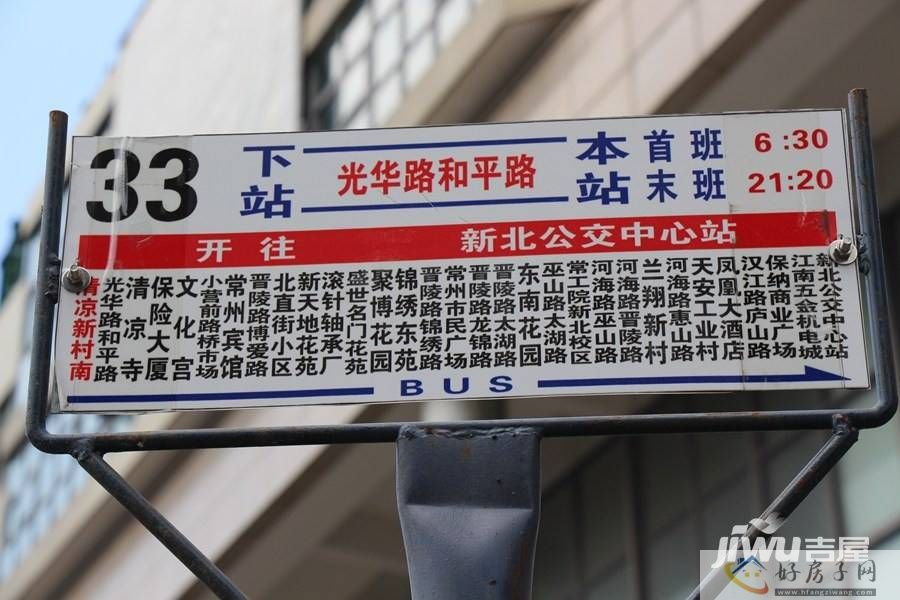 33
下站
光华路和平路
本站
首班 6:30
末班 21:20
开往 新北公交中心站
清凉新村南
光华路和平路
清凉寺
保险大厦
文化宫
小营前路桥市场
常州宾馆
晋陵路博爱路
北直街小区
新天地花苑
滚针轴承厂
盛世名门花苑
聚博花园
锦绣东苑
晋陵路锦绣路
常州市民广场
晋陵路龙锦路
晋陵路太湖路
东南花园
巫山路太湖路
常工院新北校区
河海路巫山路
河海路晋陵路
兰翔新村
河海路惠山路
天安工业村
凤凰大酒店
汉江路庐山路
保纳商业广场
江南五金机电城
新北公交中心站
BUS
JIWU吉屋
好房子网
www.hfangziwang.com